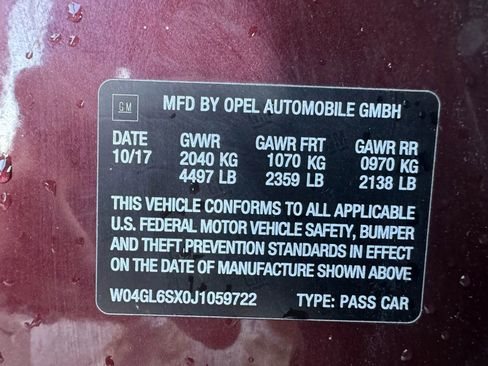 GM
MFD BY OPEL AUTOMOBILE GMBH
DATE GVWR GAWR FRT GAWR RR
10/17 2040 KG 1070 KG 0970 KG
4497 LB 2359 LB 2138 LB
THIS VEHICLE CONFORMS TO ALL APPLICABLE
U.S. FEDERAL MOTOR VEHICLE SAFETY, BUMPER
AND THEFT PREVENTION STANDARDS IN EFFECT
ON THE DATE OF MANUFACTURE SHOWN ABOVE
W04GL6SX0J1059722 TYPE: PASS CAR